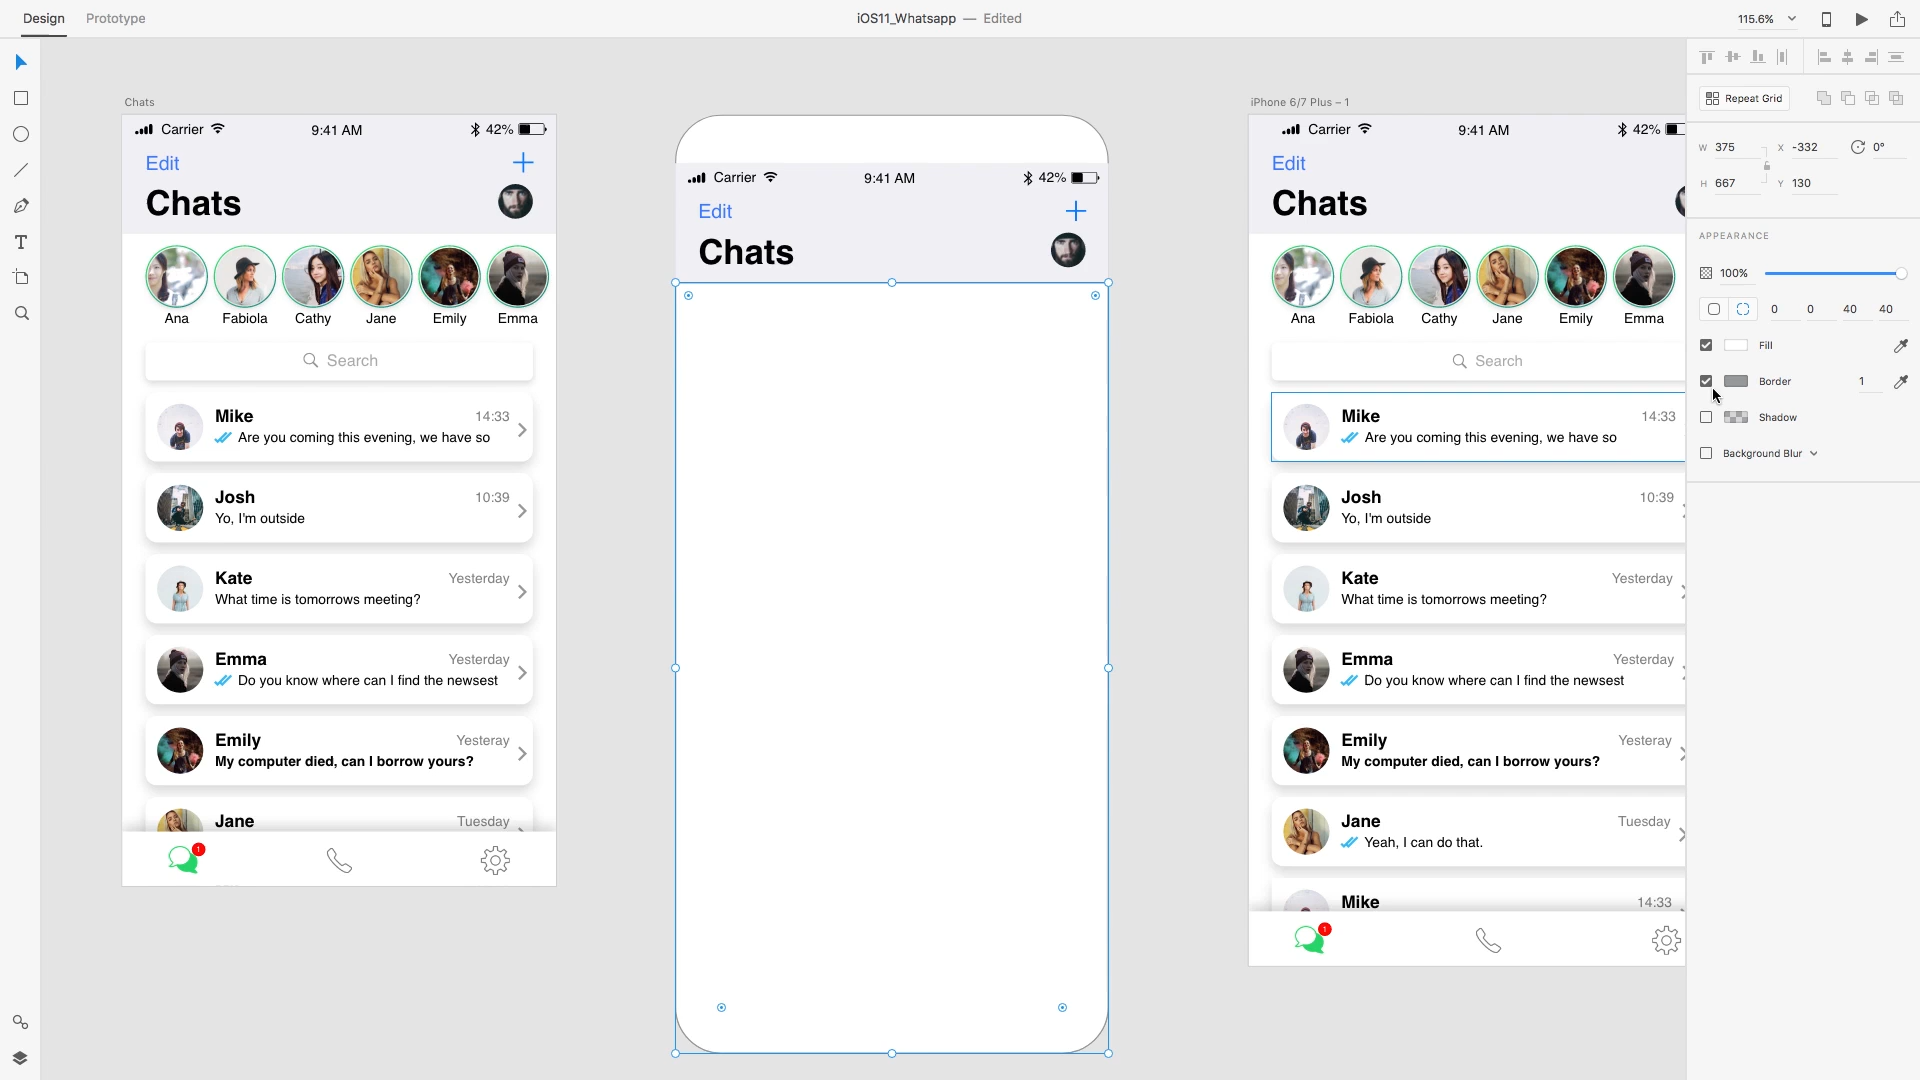 Design
Prototype
iOS11_Whatsapp — Edited
115.6%
Chats
Carrier
9:41 AM
42%
Edit
Chats
Ana
Fabiola
Cathy
Jane
Emily
Emma
Search
Mike
14:33
Are you coming this evening, we have so
Josh
10:39
Yo, I'm outside
Kate
Yesterday
What time is tomorrows meeting?
Emma
Yesterday
Do you know where can I find the newsest
Emily
Yesteray
My computer died, can I borrow yours?
Jane
Tuesday
1
Carrier
9:41 AM
42%
Edit
Chats
iPhone 6/7 Plus – 1
Carrier
9:41 AM
42%
Edit
Chats
Ana
Fabiola
Cathy
Jane
Emily
Emma
Search
Mike
14:33
Are you coming this evening, we have so
Josh
10:39
Yo, I'm outside
Kate
Yesterday
What time is tomorrows meeting?
Emma
Yesterday
Do you know where can I find the newsest
Emily
Yesteray
My computer died, can I borrow yours?
Jane
Tuesday
Yeah, I can do that.
Mike
14:33
1
Repeat Grid
W 375
X -332
0°
H 667
Y 130
APPEARANCE
100%
0 0 40 40
Fill
Border
1
Shadow
Background Blur